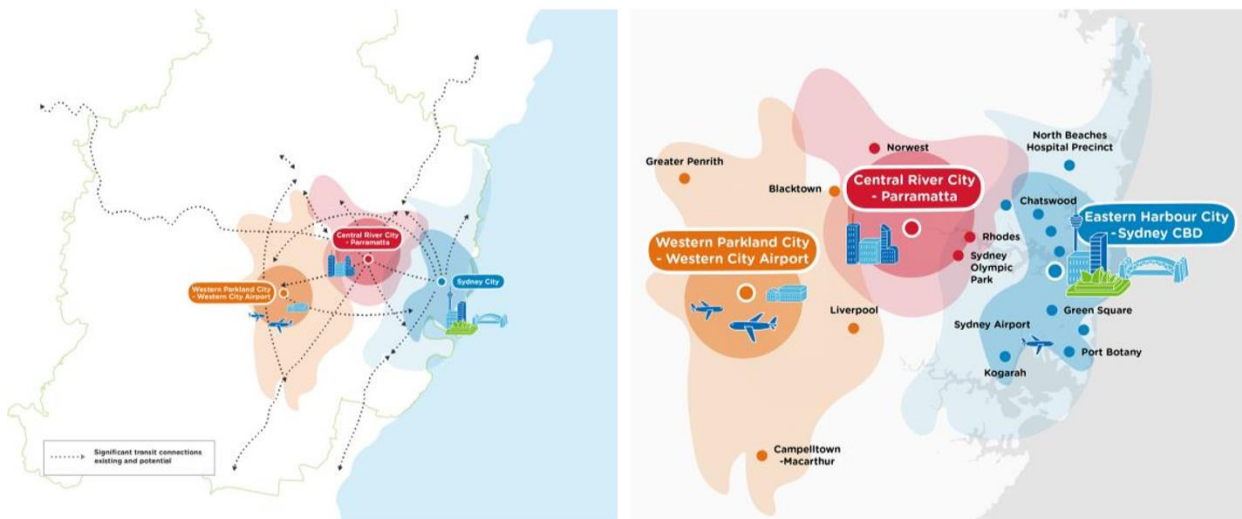 Central River City
- Parramatta
Western Parkland City
- Western City Airport
Sydney City
Significant transit connections
existing and potential
North Beaches
Hospital Precinct
Norwest
Greater Penrith
Blacktown
Central River City
- Parramatta
Chatswood
Eastern Harbour City
-Sydney CBD
Rhodes
Sydney
Olympic
Park
Western Parkland City
- Western City Airport
Liverpool
Green Square
Sydney Airport
Port Botany
Kogarah
Campelltown
-Macarthur